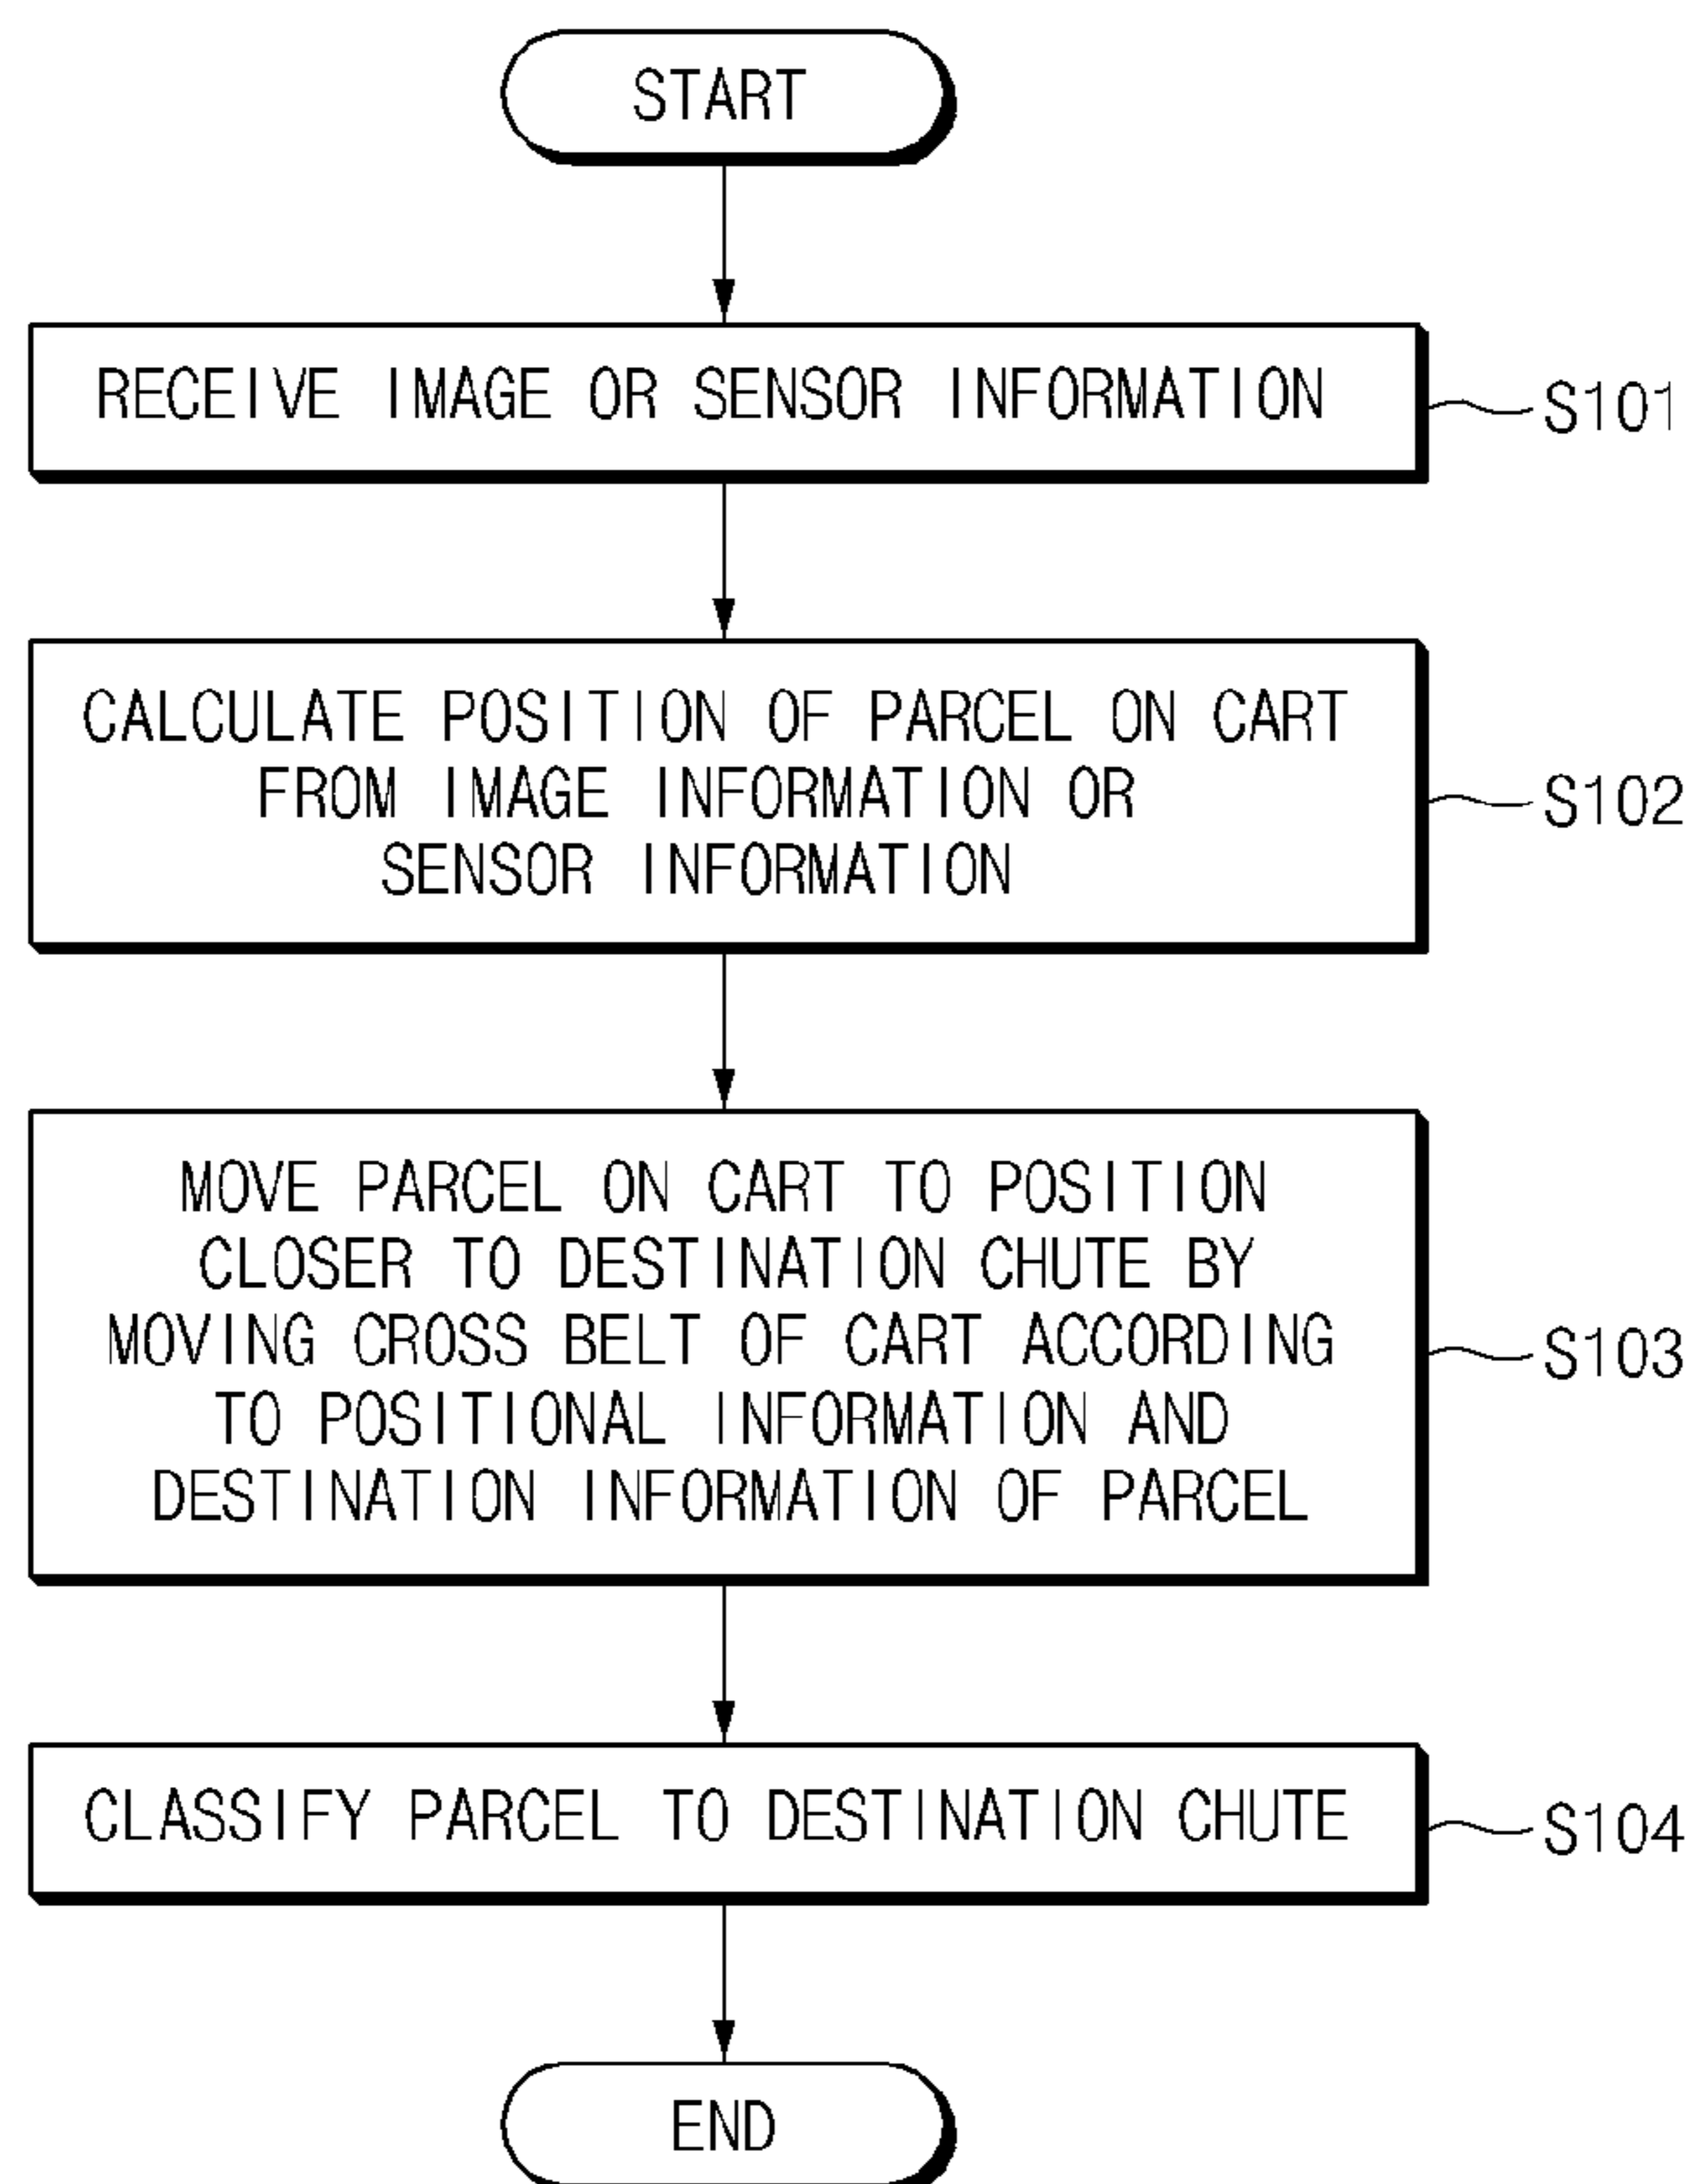 START
RECEIVE IMAGE OR SENSOR INFORMATION
S101
CALCULATE POSITION OF PARCEL ON CART
FROM IMAGE INFORMATION OR
SENSOR INFORMATION
S102
MOVE PARCEL ON CART TO POSITION
CLOSER TO DESTINATION CHUTE BY
MOVING CROSS BELT OF CART ACCORDING
TO POSITIONAL INFORMATION AND
DESTINATION INFORMATION OF PARCEL
S103
CLASSIFY PARCEL TO DESTINATION CHUTE
S104
END